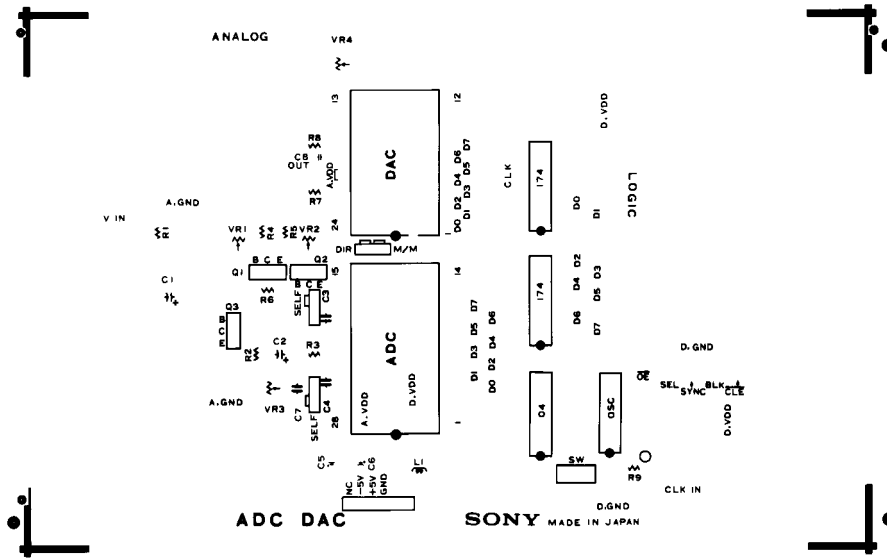 ANALOG
VR4
13
12
R8
C8
OUT
A.VDD
R7
DAC
D7
D6
D5
D4
D3
D2
D1
D0
24
1
CLK
174
D.VDD
LOGIC
D0
D1
A.GND
V IN
R1
VR1
R4
R5
VR2
DIR
M/M
Q1
B C E
Q2
B C E
15
14
C1
R6
SELF
C3
Q3
B
C
E
R2
C2
R3
ADC
D7
D6
D5
D4
D3
D2
D1
D0
174
D2
D3
D4
D5
D6
D7
D.GND
A.GND
VR3
C7
SELF
C4
28
A.VDD
D.VDD
1
04
OSC
OE
SEL
SYNC
BLK
CLE
D.VDD
C5
C6
L1
SW
R9
CLK IN
NC
-5V
+5V
GND
D.GND
ADC DAC
SONY MADE IN JAPAN